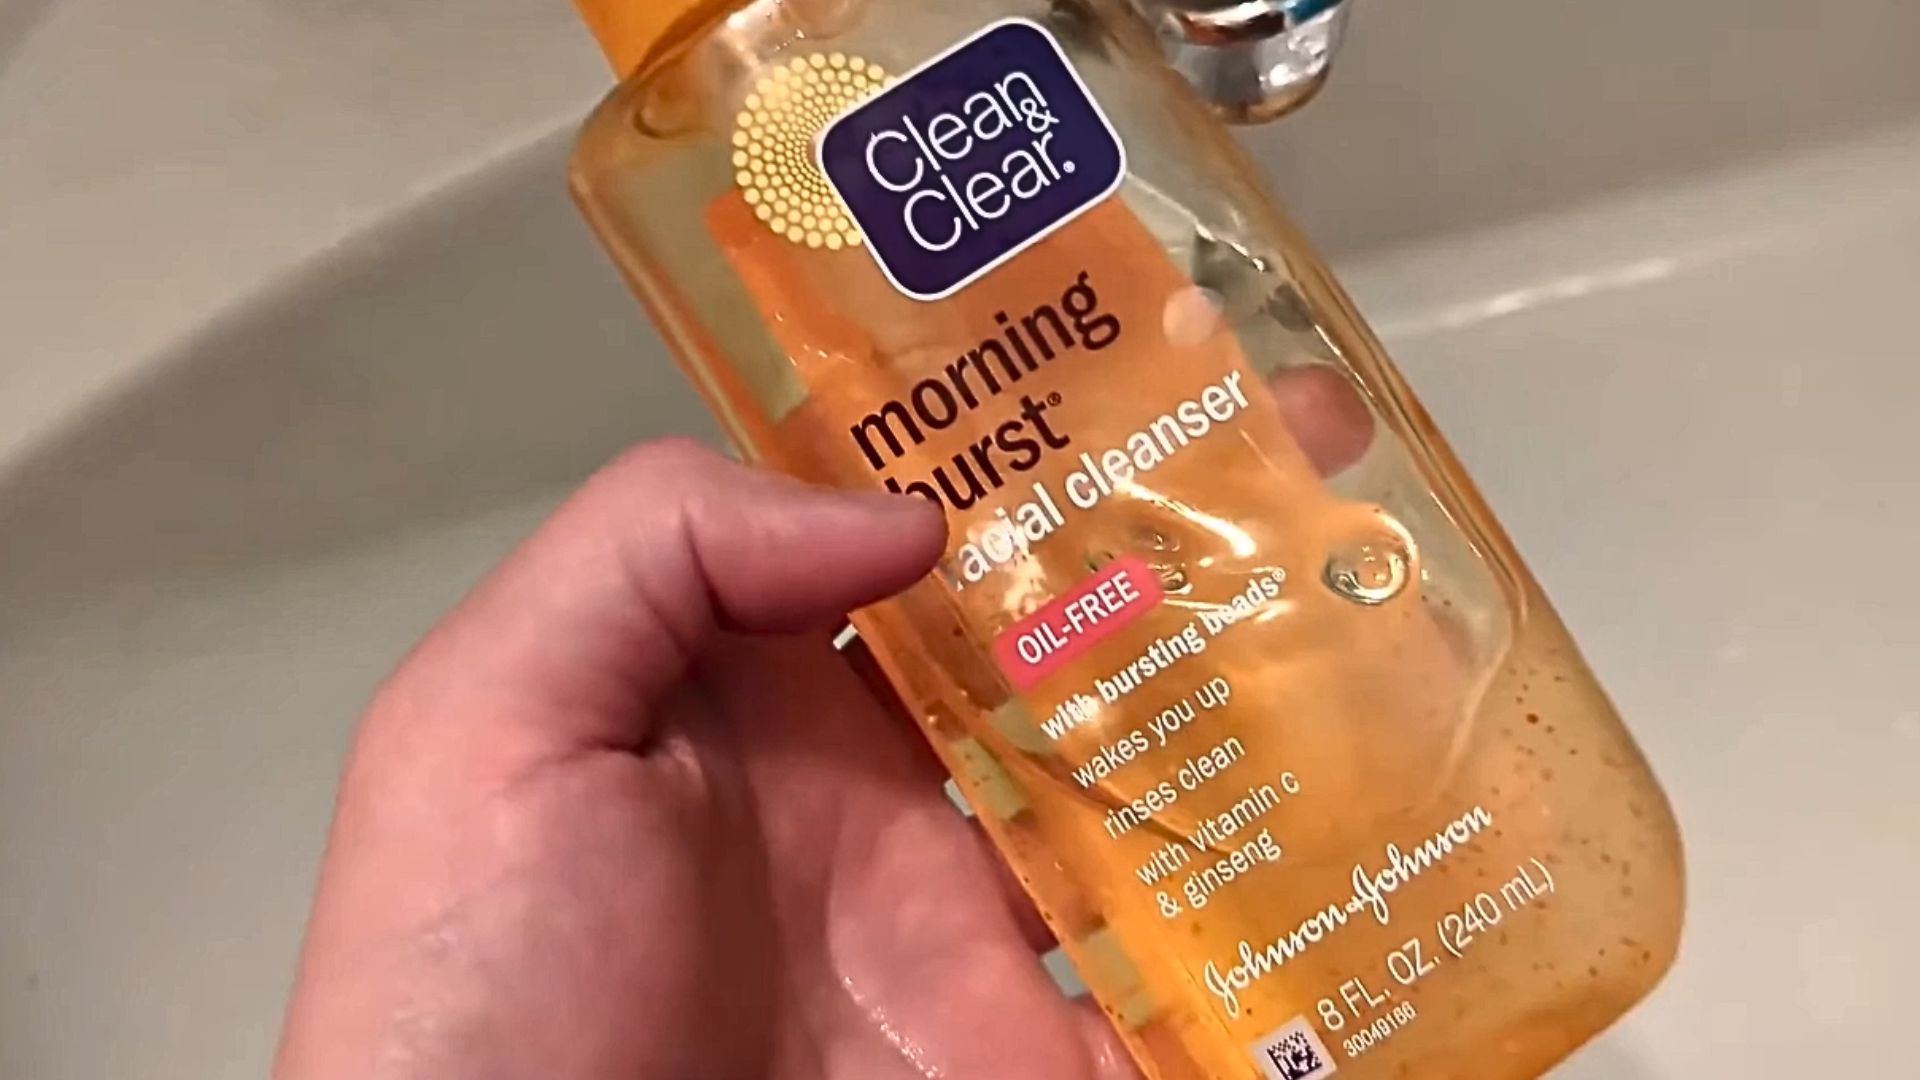 Clean &
Clear®
morning
burst®
facial cleanser
OIL-FREE
with bursting beads®
wakes you up
rinses clean
with vitamin c
& ginseng
Johnson & Johnson
8 FL. OZ. (240 mL)
30049186